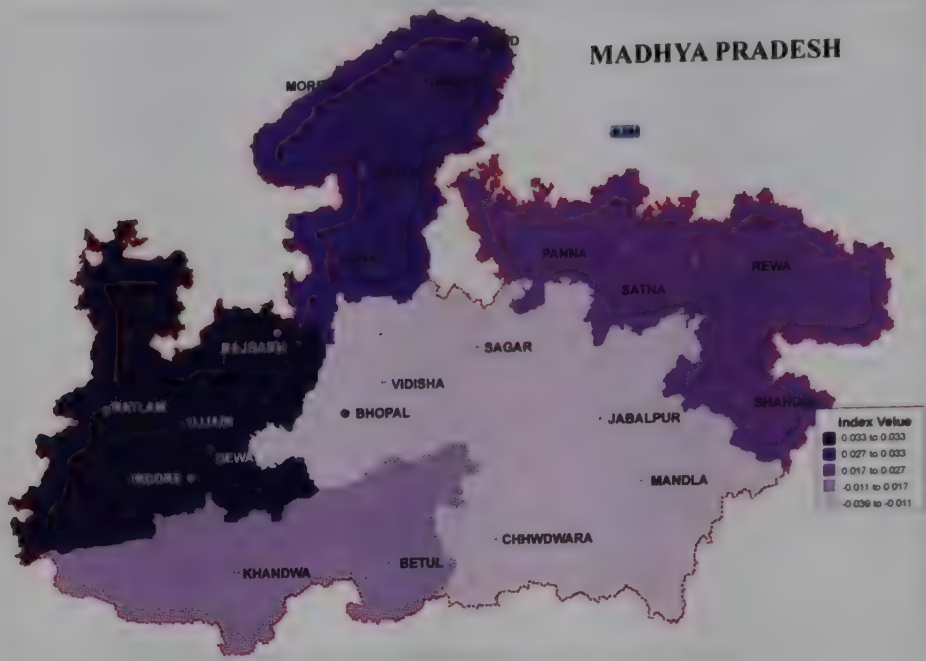 MADHYA PRADESH
PANNA
REWA
SATNA
RAJGARH
SAGAR
VIDISHA
RATLAM
BHOPAL
JABALPUR
UJJAIN
INDORE
MANDLA
CHHWDWARA
BETUL
KHANDWA
Index Value
0.033 to 0.033
0.027 to 0.033
0.017 to 0.027
-0.011 to 0.017
-0.039 to -0.011